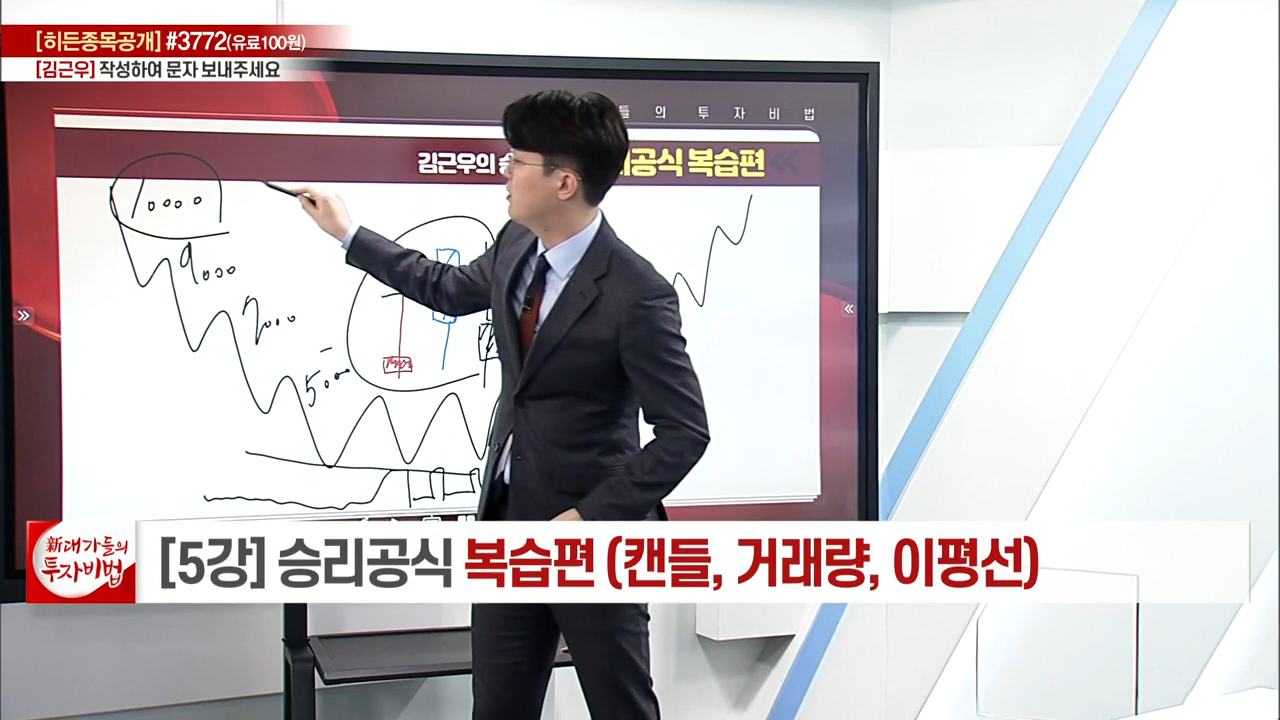 [히든종목공개] #3772(유료100원)
[김근우] 작성하여 문자 보내주세요
들의 투자비법
김근우의 승리공식 복습편
10000
9000
7000
5000
新대가들의
투자비법
[5강] 승리공식 복습편 (캔들, 거래량, 이평선)